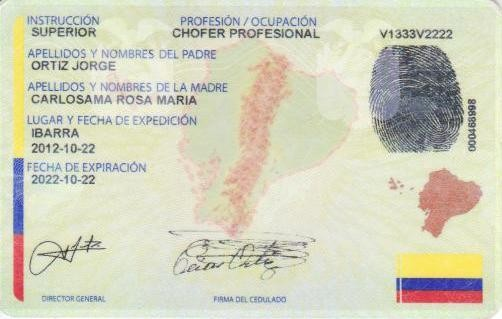 INSTRUCCIÓN PROFESIÓN / OCUPACIÓN
SUPERIOR CHOFER PROFESIONAL V1333V2222
APELLIDOS Y NOMBRES DEL PADRE
ORTIZ JORGE
APELLIDOS Y NOMBRES DE LA MADRE
CARLOSAMA ROSA MARIA
LUGAR Y FECHA DE EXPEDICIÓN
IBARRA
2012-10-22
FECHA DE EXPIRACIÓN
2022-10-22
000468998
DIRECTOR GENERAL FIRMA DEL CEDULADO